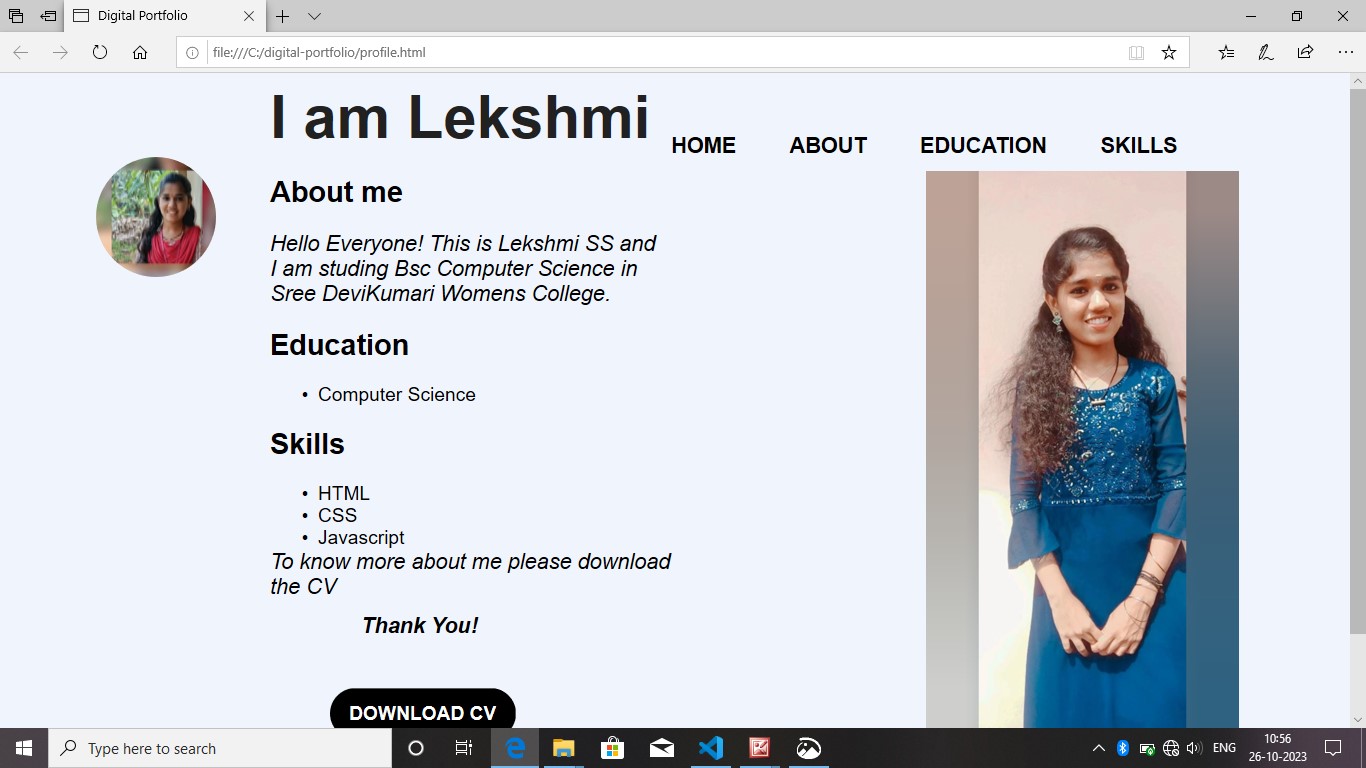 Digital Portfolio
file:///C:/digital-portfolio/profile.html
I am Lekshmi
HOME ABOUT EDUCATION SKILLS
About me
Hello Everyone! This is Lekshmi SS and
I am studing Bsc Computer Science in
Sree DeviKumari Womens College.
Education
• Computer Science
Skills
• HTML
• CSS
• Javascript
To know more about me please download
the CV
Thank You!
DOWNLOAD CV
Type here to search
ENG
10:56
26-10-2023